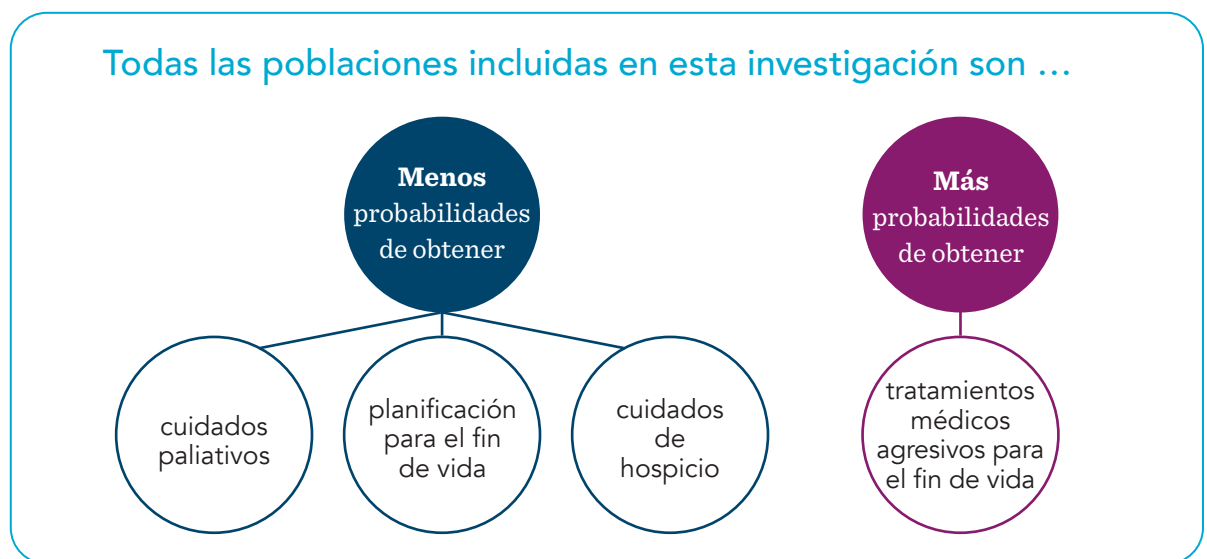 Todas las poblaciones incluidas en esta investigación son …
Menos
probabilidades
de obtener
Más
probabilidades
de obtener
cuidados
paliativos
planificación
para el fin
de vida
cuidados
de
hospicio
tratamientos
médicos
agresivos para
el fin de vida